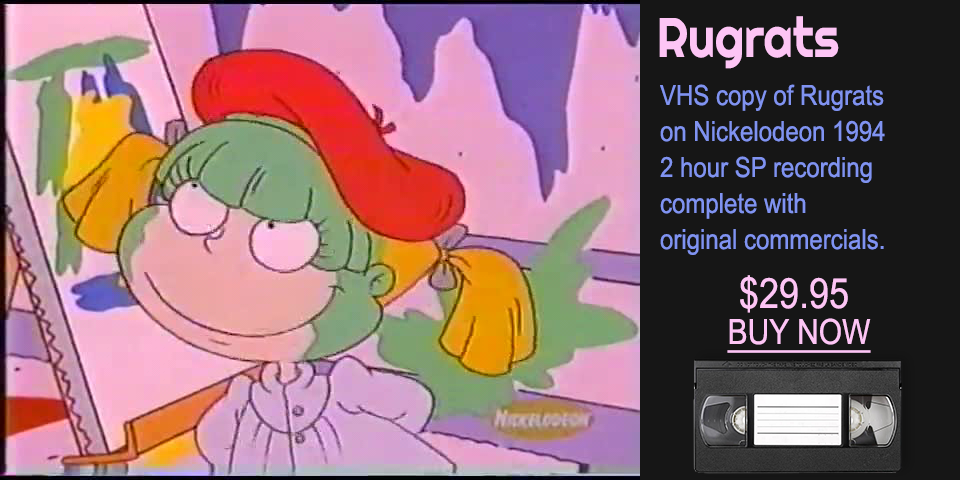 Rugrats
VHS copy of Rugrats
on Nickelodeon 1994
2 hour SP recording
complete with
original commercials.
$29.95
BUY NOW
NICKELODEON